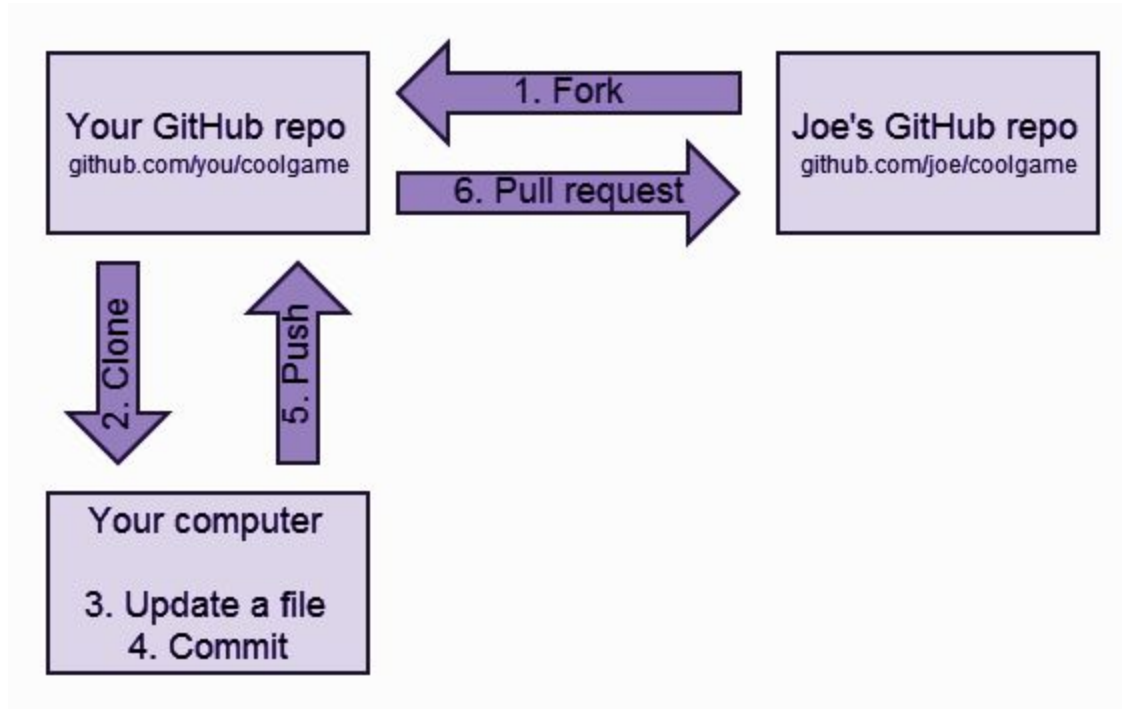 Your GitHub repo
github.com/you/coolgame
1. Fork
6. Pull request
Joe's GitHub repo
github.com/joe/coolgame
2. Clone
5. Push
Your computer
3. Update a file
4. Commit